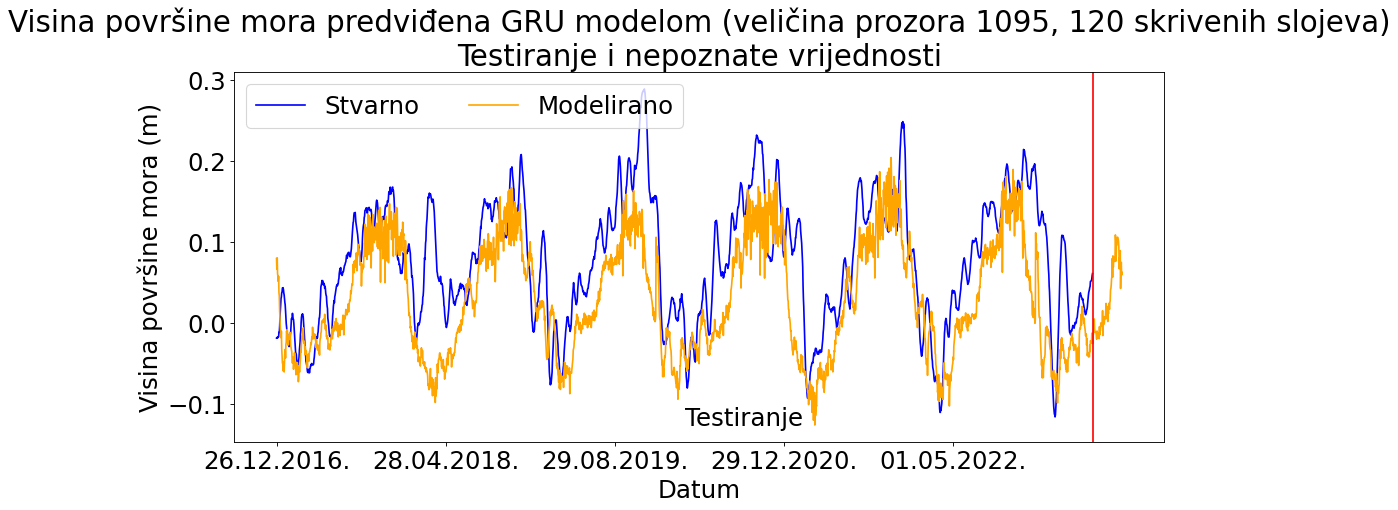 Visina površine mora predviđena GRU modelom (veličina prozora 1095, 120 skrivenih slojeva)
Testiranje i nepoznate vrijednosti
Stvarno Modelirano
Visina površine mora (m)
0.3
0.2
0.1
0.0
−0.1
Testiranje
26.12.2016. 28.04.2018. 29.08.2019. 29.12.2020. 01.05.2022.
Datum